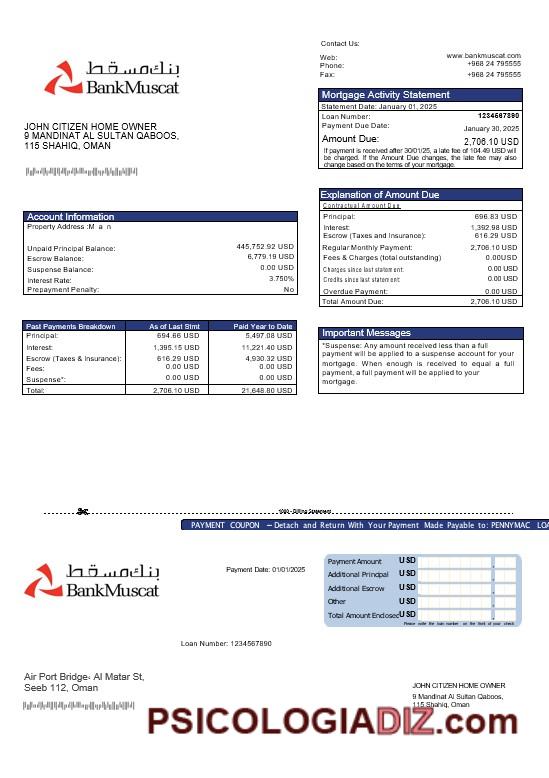 Contact Us:
Web: www.bankmuscat.com
Phone: +968 24 795555
Fax: +968 24 795555
بنك مسقط
BankMuscat
Mortgage Activity Statement
Statement Date: January 01, 2025
Loan Number: 1234567890
Payment Due Date: January 30, 2025
Amount Due: 2,706.10 USD
If payment is received after 30/01/25, a late fee of 104.49 USD will
be charged. If the Amount Due changes, the late fee may also
change based on the terms of your mortgage.
JOHN CITIZEN HOME OWNER
9 MANDINAT Al SULTAN QABOOS,
115 SHAHIQ, OMAN
Explanation of Amount Due
Contractual Amount Due
Principal: 696.83 USD
Interest: 1,392.98 USD
Escrow (Taxes and Insurance): 616.29 USD
Regular Monthly Payment: 2,706.10 USD
Fees & Charges (total outstanding) 0.00USD
Charges since last statement: 0.00 USD
Credits since last statement: 0.00 USD
Overdue Payment: 0.00 USD
Total Amount Due: 2,706.10 USD
Account Information
Property Address :M a n
Unpaid Principal Balance: 445,752.92 USD
Escrow Balance: 6,779.19 USD
Suspense Balance: 0.00 USD
Interest Rate: 3.750%
Prepayment Penalty: No
Past Payments Breakdown As of Last Stmt Paid Year to Date
Principal: 694.66 USD 5,497.08 USD
Interest: 1,395.15 USD 11,221.40 USD
Escrow (Taxes & Insurance): 616.29 USD 4,930.32 USD
Fees: 0.00 USD 0.00 USD
Suspense*: 0.00 USD 0.00 USD
Total: 2,706.10 USD 21,648.80 USD
Important Messages
*Suspense: Any amount received less than a full
payment will be applied to a suspense account for your
mortgage. When enough is received to equal a full
payment, a full payment will be applied to your
mortgage.
Billing Statement
PAYMENT COUPON – Detach and Return With Your Payment Made Payable to: PENNYMAC LOA
بنك مسقط
BankMuscat
Payment Date: 01/01/2025
Payment Amount USD
Additional Principal USD
Additional Escrow USD
Other USD
Total Amount Enclosed USD
Please write the loan number on the front of your check
Loan Number: 1234567890
Air Port Bridge- Al Matar St,
Seeb 112, Oman
JOHN CITIZEN HOME OWNER
9 Mandinat Al Sultan Qaboos,
115 Shahiq, Oman
PSICOLOGIADIZ.com